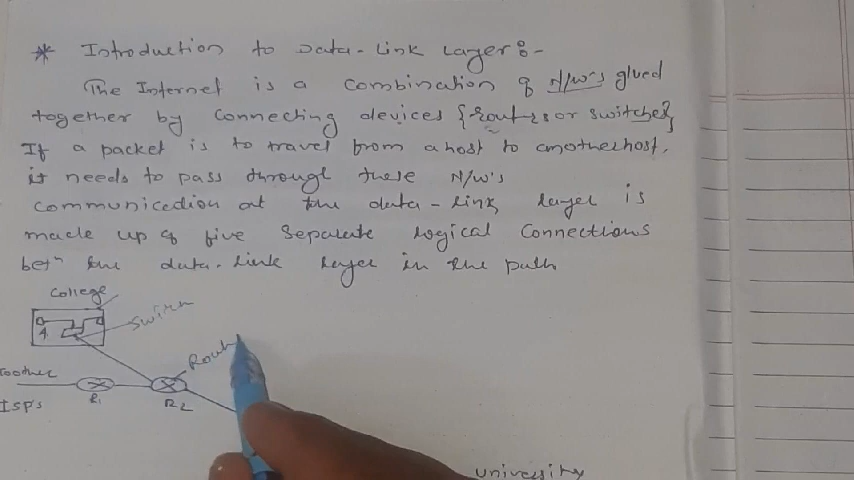 * Introduction to Data-Link Layer :-
The Internet is a combination of N/W's glued
together by connecting devices {routers or switches}
If a packet is to travel from a host to another host,
it needs to pass through these N/W's
communication at the data-link layer is
made up of five separate logical connections
betn the data-link layer in the path
College
Switch
A
Rout
To other
ISP's
R1
R2
University